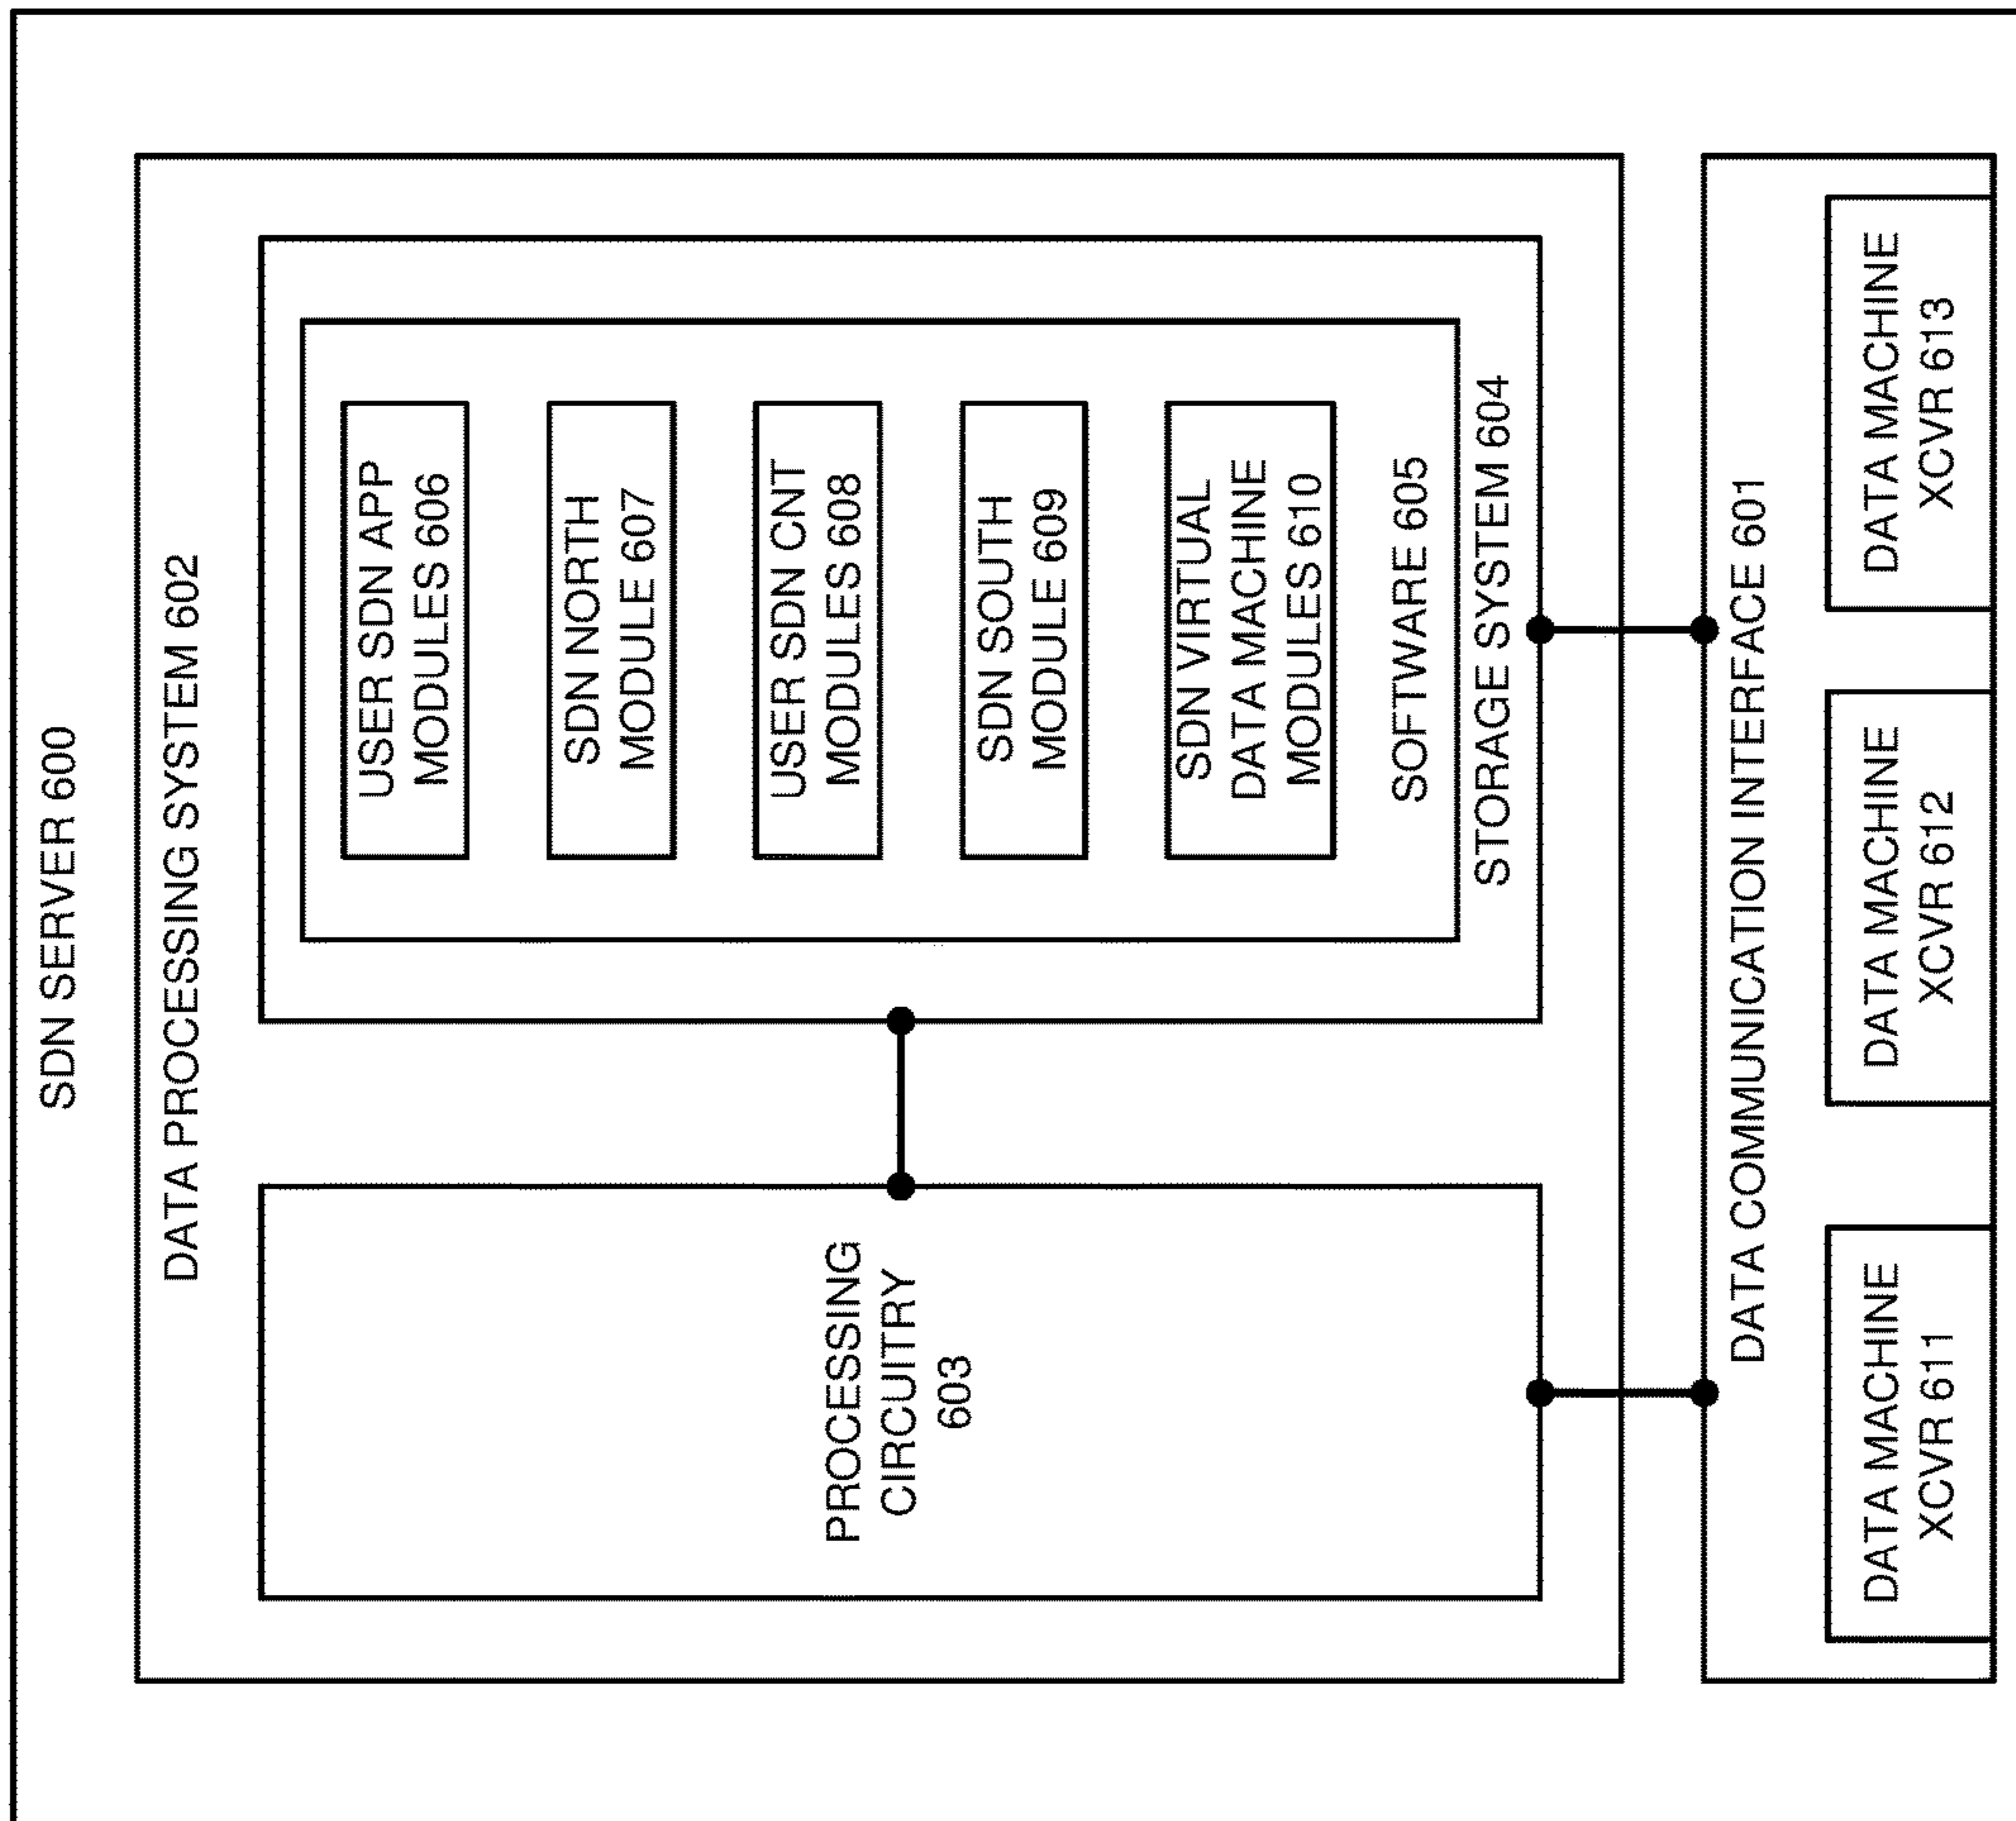 SDN SERVER 600
DATA PROCESSING SYSTEM 602
PROCESSING
CIRCUITRY
603
USER SDN APP
MODULES 606
SDN NORTH
MODULE 607
USER SDN CNT
MODULES 608
SDN SOUTH
MODULE 609
SDN VIRTUAL
DATA MACHINE
MODULES 610
SOFTWARE 605
STORAGE SYSTEM 604
DATA COMMUNICATION INTERFACE 601
DATA MACHINE
XCVR 611
DATA MACHINE
XCVR 612
DATA MACHINE
XCVR 613